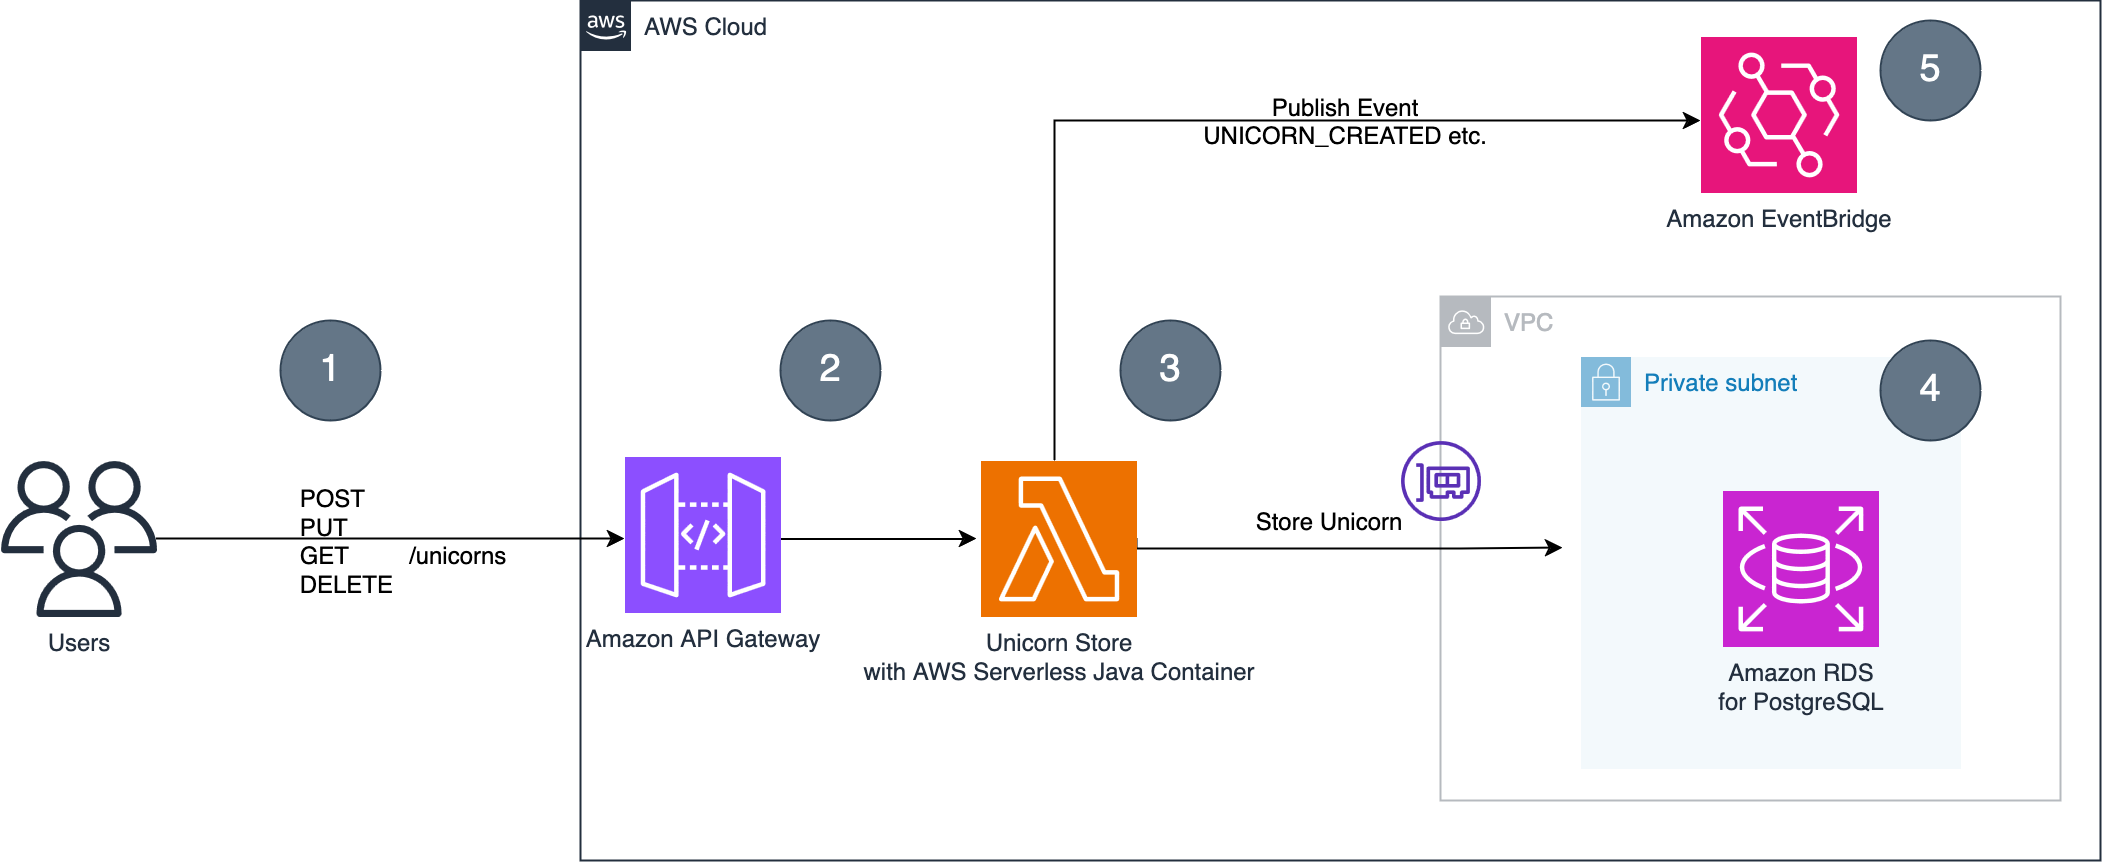 aws
AWS Cloud
5
Publish Event
UNICORN_CREATED etc.
Amazon EventBridge
1
2
3
VPC
Private subnet
4
POST
PUT
GET /unicorns
DELETE
Store Unicorn
Users
Amazon API Gateway
Unicorn Store
with AWS Serverless Java Container
Amazon RDS
for PostgreSQL